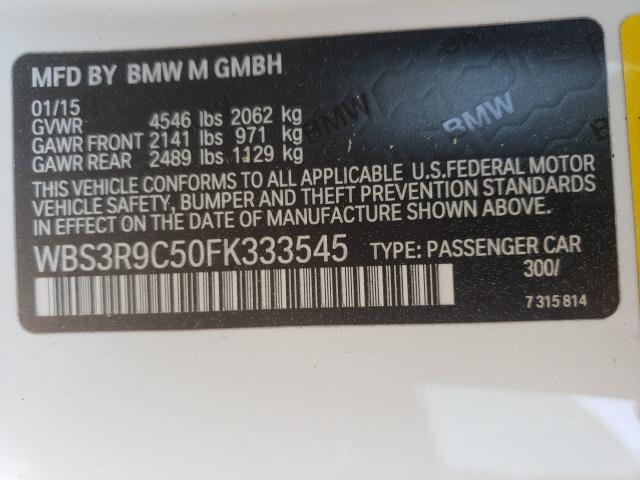 MFD BY BMW M GMBH
01/15
GVWR 4546 lbs 2062 kg
GAWR FRONT 2141 lbs 971 kg
GAWR REAR 2489 lbs 1129 kg
THIS VEHICLE CONFORMS TO ALL APPLICABLE U.S.FEDERAL MOTOR
VEHICLE SAFETY, BUMPER AND THEFT PREVENTION STANDARDS
IN EFFECT ON THE DATE OF MANUFACTURE SHOWN ABOVE.
WBS3R9C50FK333545 TYPE: PASSENGER CAR
300/
7 315 814
BMW
BMW
BMW